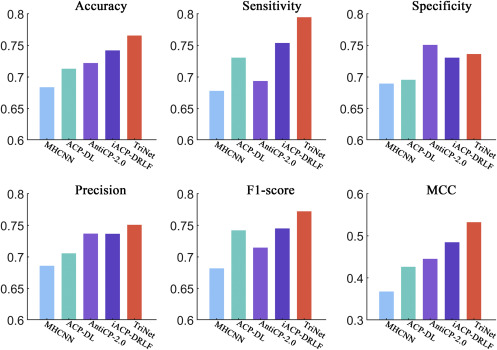 Accuracy Sensitivity Specificity
0.8 0.8 0.8
0.75 0.75 0.75
0.7 0.7 0.7
0.65 0.65 0.65
0.6 0.6 0.6
MHCNN ACP-DL AntiCP-2.0 iACP-DRLF TriNet MHCNN ACP-DL AntiCP-2.0 iACP-DRLF TriNet MHCNN ACP-DL AntiCP-2.0 iACP-DRLF TriNet
Precision F1-score MCC
0.8 0.8 0.6
0.75 0.75 0.5
0.7 0.7
0.65 0.65 0.4
0.6 0.6 0.3
MHCNN ACP-DL AntiCP-2.0 iACP-DRLF TriNet MHCNN ACP-DL AntiCP-2.0 iACP-DRLF TriNet MHCNN ACP-DL AntiCP-2.0 iACP-DRLF TriNet